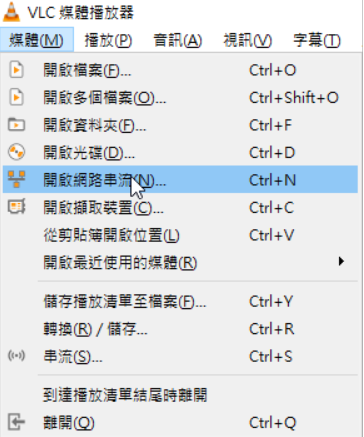 VLC 媒體播放器
媒體(M) 播放(P) 音訊(A) 視訊(V) 字幕(T)
開啟檔案(F)... Ctrl+O
開啟多個檔案(O)... Ctrl+Shift+O
開啟資料夾(F)... Ctrl+F
開啟光碟(D)... Ctrl+D
開啟網路串流(N)... Ctrl+N
開啟擷取裝置(C)... Ctrl+C
從剪貼簿開啟位置(L) Ctrl+V
開啟最近使用的媒體(R)
儲存播放清單至檔案(F)... Ctrl+Y
轉換(R) / 儲存... Ctrl+R
串流(S)... Ctrl+S
到達播放清單結尾時離開
離開(Q) Ctrl+Q